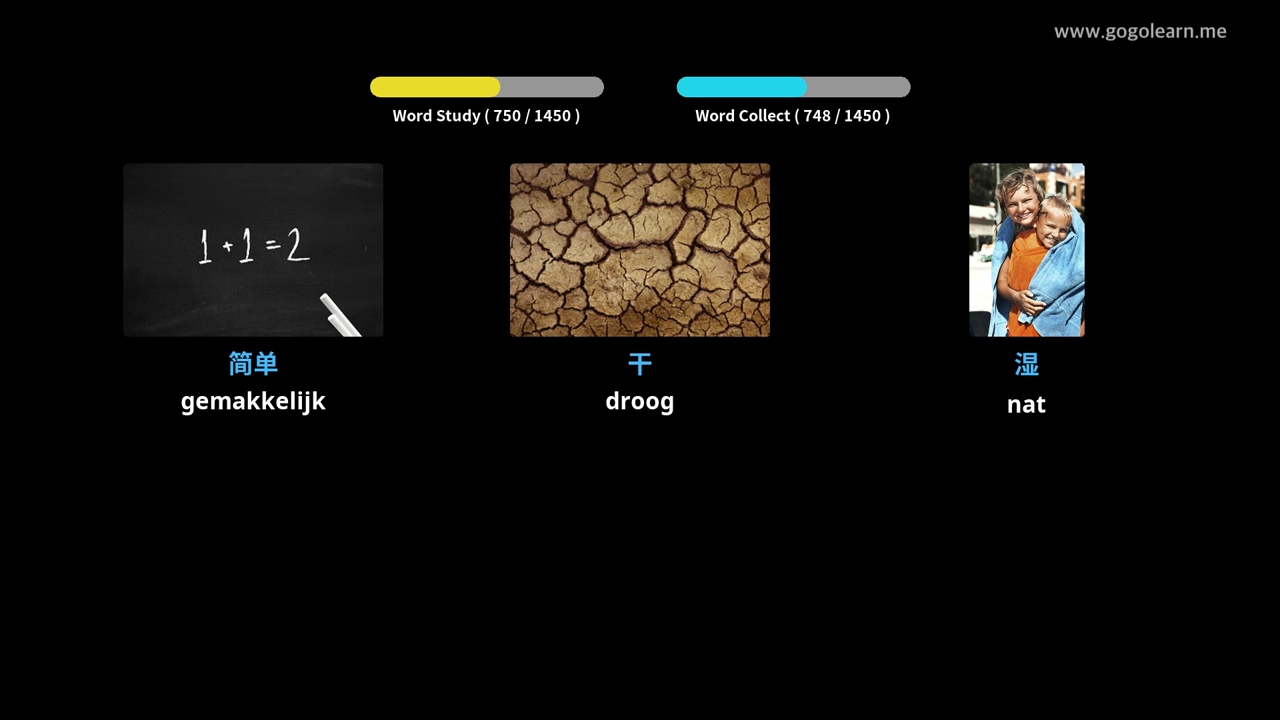 www.gogolearn.me
Word Study ( 750 / 1450 )
Word Collect ( 748 / 1450 )
1 + 1 = 2
简单
干
湿
gemakkelijk
droog
nat